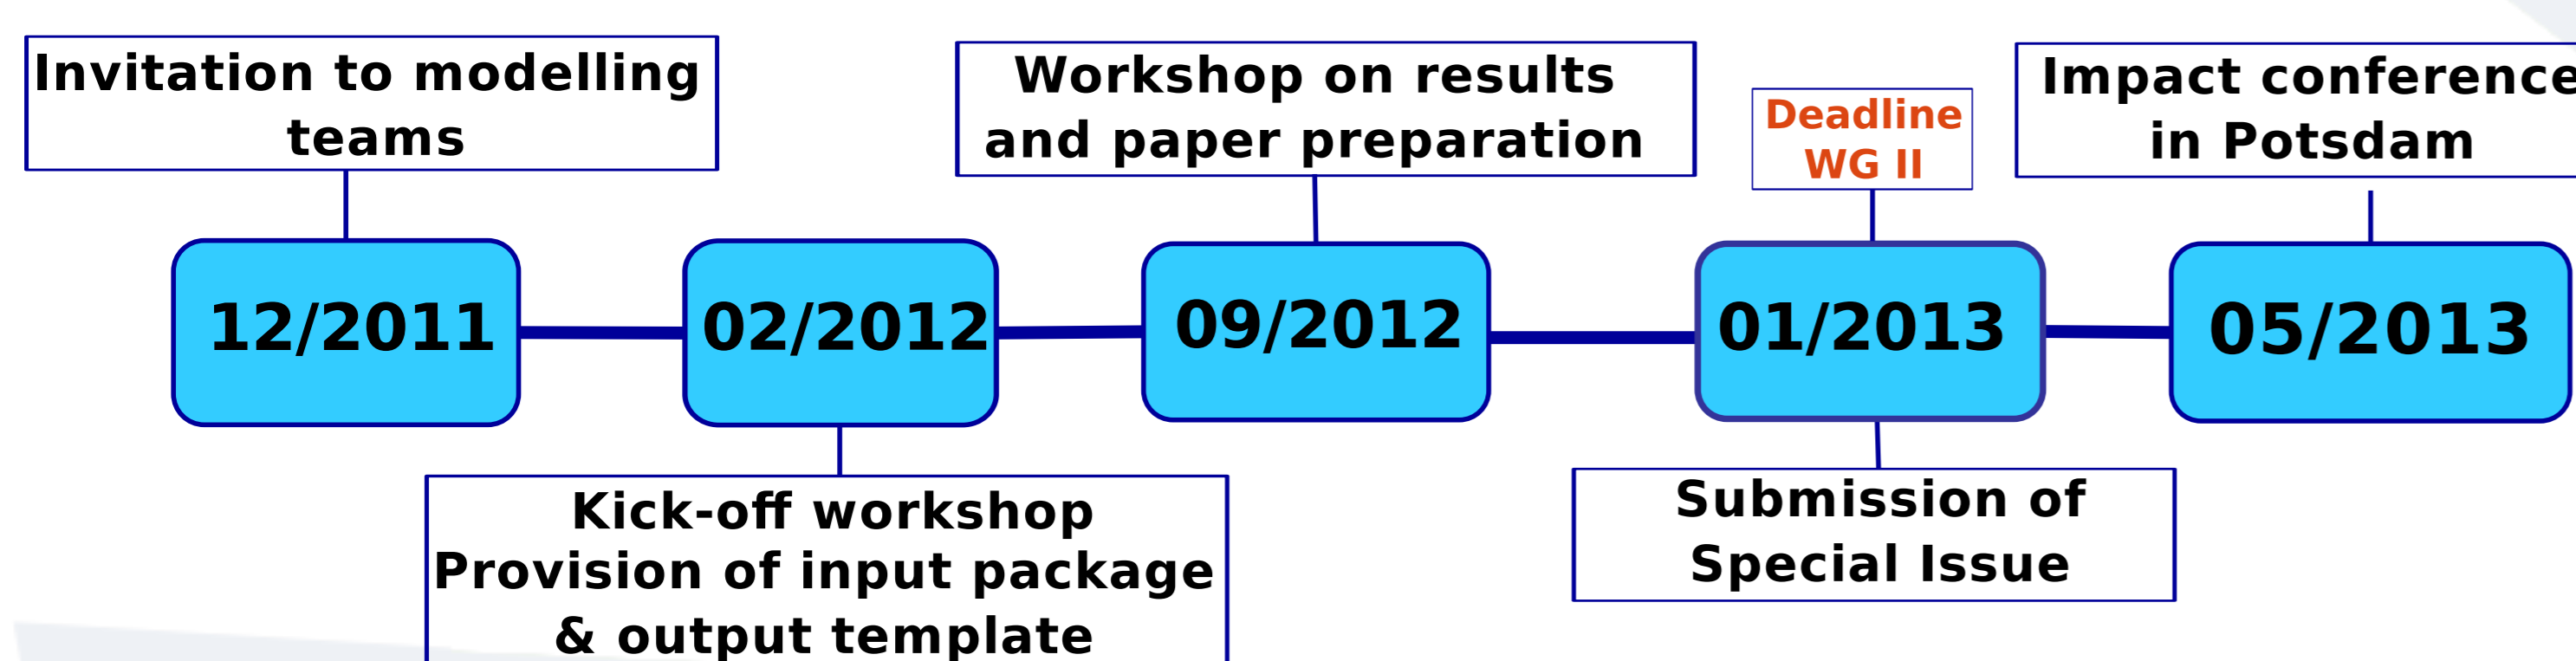 Invitation to modelling
teams
Workshop on results
and paper preparation
Deadline
WG II
Impact conference
in Potsdam
12/2011
02/2012
09/2012
01/2013
05/2013
Kick-off workshop
Provision of input package
& output template
Submission of
Special Issue